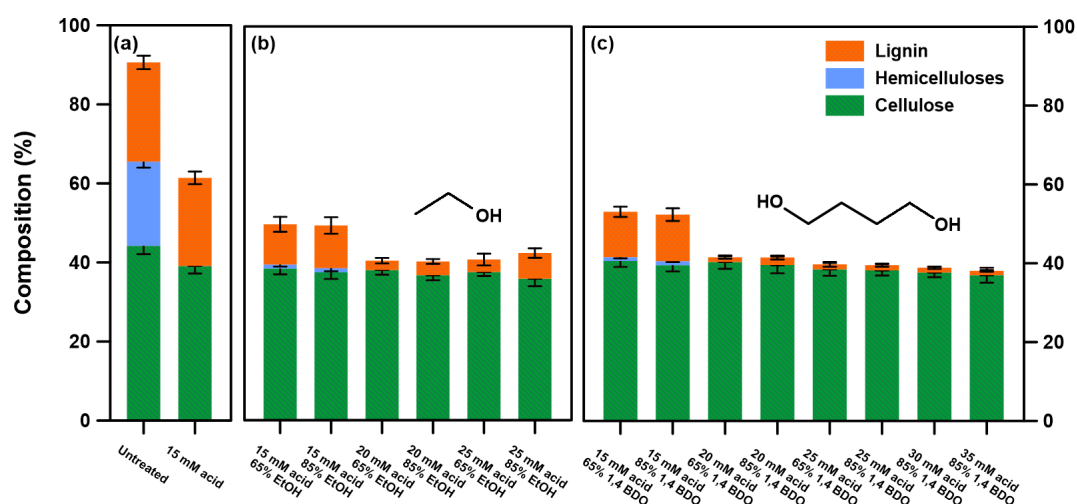 Composition (%)
100
80
60
40
20
0
(a)
Untreated
15 mM acid
(b)
OH
15 mM acid
65% EtOH
15 mM acid
85% EtOH
20 mM acid
65% EtOH
20 mM acid
85% EtOH
25 mM acid
65% EtOH
25 mM acid
85% EtOH
(c)
Lignin
Hemicelluloses
Cellulose
HO
OH
15 mM acid
65% 1,4 BDO
15 mM acid
85% 1,4 BDO
20 mM acid
65% 1,4 BDO
20 mM acid
85% 1,4 BDO
25 mM acid
65% 1,4 BDO
25 mM acid
85% 1,4 BDO
30 mM acid
85% 1,4 BDO
35 mM acid
85% 1,4 BDO
100
80
60
40
20
0